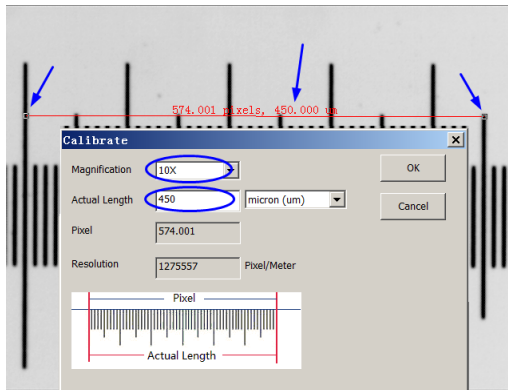 574.001 pixels, 450.000 um
Calibrate
Magnification 10X OK
Actual Length 450 micron (um) Cancel
Pixel 574.001
Resolution 1275557 Pixel/Meter
Pixel
Actual Length